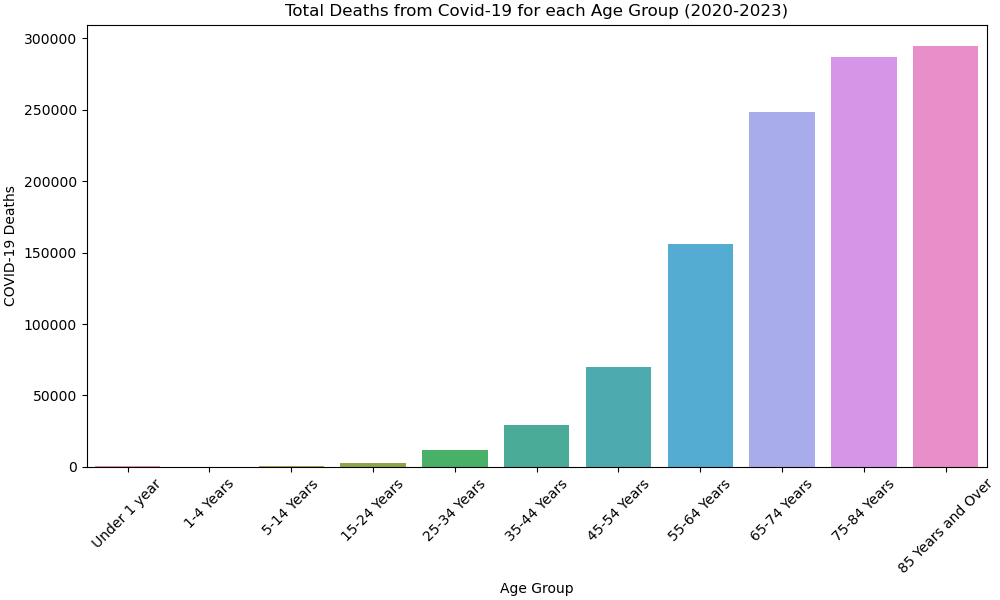 Total Deaths from Covid-19 for each Age Group (2020-2023)
300000
250000
200000
150000
100000
50000
0
COVID-19 Deaths
Under 1 year
1-4 Years
5-14 Years
15-24 Years
25-34 Years
35-44 Years
45-54 Years
55-64 Years
65-74 Years
75-84 Years
85 Years and Over
Age Group